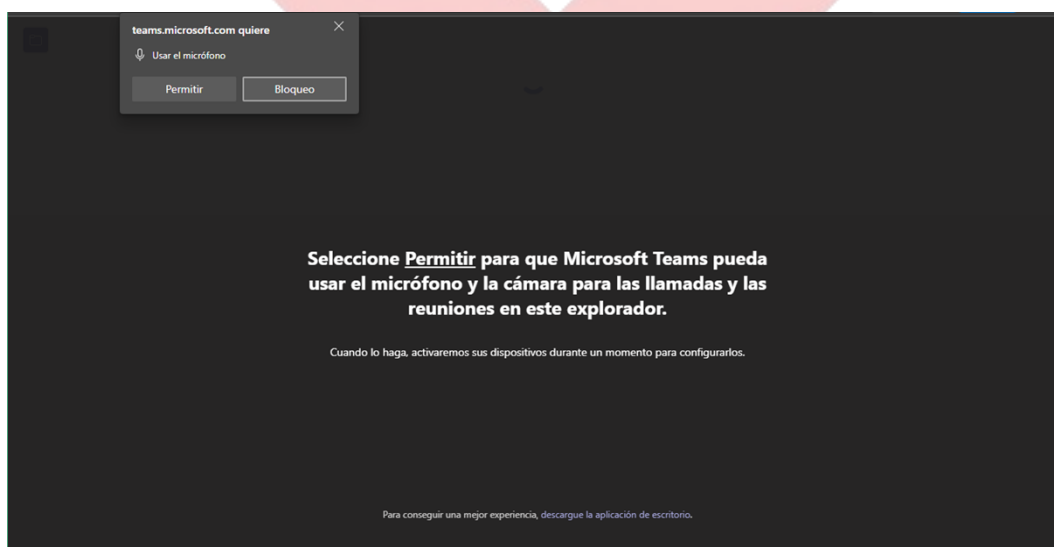 teams.microsoft.com quiere
Usar el micrófono
Permitir
Bloqueo
Seleccione Permitir para que Microsoft Teams pueda
usar el micrófono y la cámara para las llamadas y las
reuniones en este explorador.
Cuando lo haga, activaremos sus dispositivos durante un momento para configurarlos.
Para conseguir una mejor experiencia, descargue la aplicación de escritorio.